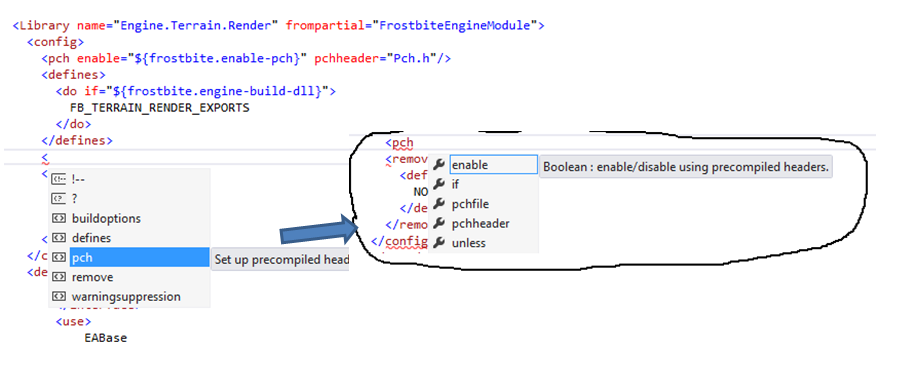 <Library name="Engine.Terrain.Render" frompartial="FrostbiteEngineModule">
<config>
<pch enable="${frostbite.enable-pch}" pchheader="Pch.h"/>
<defines>
<do if="${frostbite.engine-build-dll}">
FB_TERRAIN_RENDER_EXPORTS
</do>
</defines>
<
<
!--
?
buildoptions
defines
<
pch
Set up precompiled head
</c
<de
remove
warningsuppression
<use>
EABase
<pch
<remov
<def
NO
</de
</remo
</config
enable
Boolean : enable/disable using precompiled headers.
if
pchfile
pchheader
unless